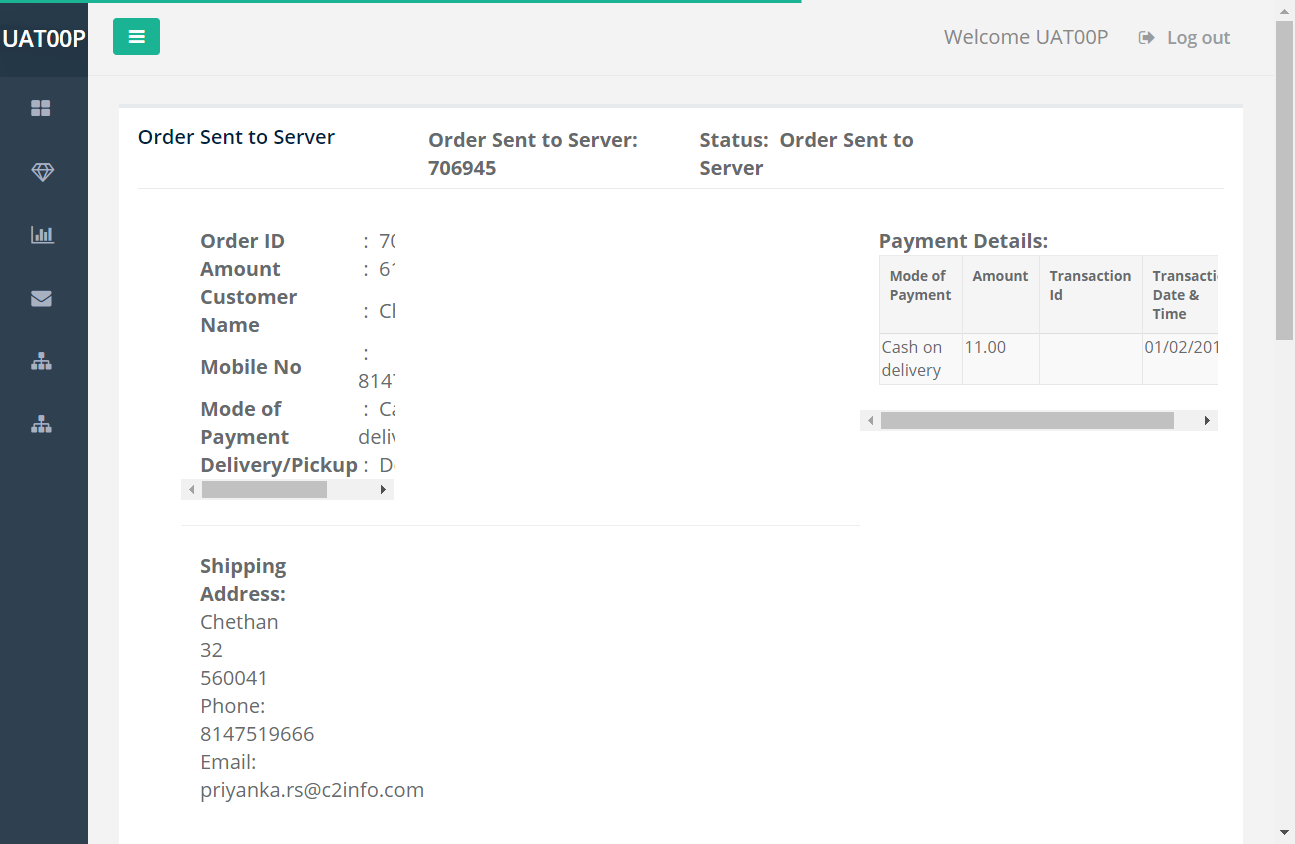 UAT00P
Welcome UAT00P
Log out
Order Sent to Server
Order Sent to Server:
706945
Status: Order Sent to
Server
Order ID : 70
Amount : 61
Customer
Name : Cl
Mobile No :
8147
Mode of
Payment : Ca
deliv
Delivery/Pickup : D
Shipping
Address:
Chethan
32
560041
Phone:
8147519666
Email:
priyanka.rs@c2info.com
Payment Details:
Mode of
Payment
Amount
Transaction
Id
Transacti
Date &
Time
Cash on
delivery
11.00
01/02/201